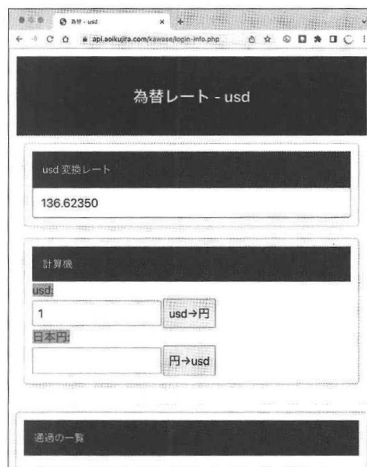 為替 - usd
api.aoikujira.com/kawase/login-info.php
為替レート - usd
usd 変換レート
136.62350
計算機
usd:
1
usd→円
日本円:
円→usd
通過の一覧